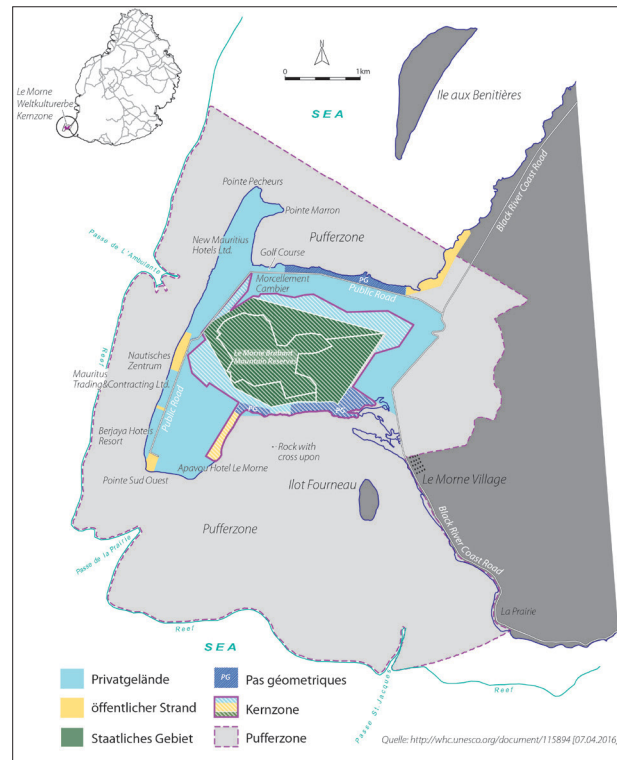 Le Morne
Weltkulturerbe
Kernzone
0 1km
N
SEA
Ile aux Benitières
Black River Coast Road
Pointe Pecheurs
Pointe Marron
Passe de L'Ambulante
New Mauritius
Hotels Ltd.
Pufferzone
Golf Course
PG
Public Road
Morcellement
Cambier
Reef
Nautisches
Zentrum
Le Morne Brabant
Mountain Reserve
Mauritus
Trading&Contracting Ltd.
Public Road
Berjaya Hotels
Resort
PG
PG
Rock with
cross upon
Apavou Hotel Le Morne
Pointe Sud Ouest
Ilot Fourneau
Le Morne Village
Pufferzone
Black River Coast Road
Passe de la Prairie
La Prairie
Reef
SEA
Passe St.Jacques
Reef
Privatgelände
PG Pas géometriques
öffentlicher Strand
Kernzone
Staatliches Gebiet
Pufferzone
Quelle: http://whc.unesco.org/document/115894 [07.04.2016]